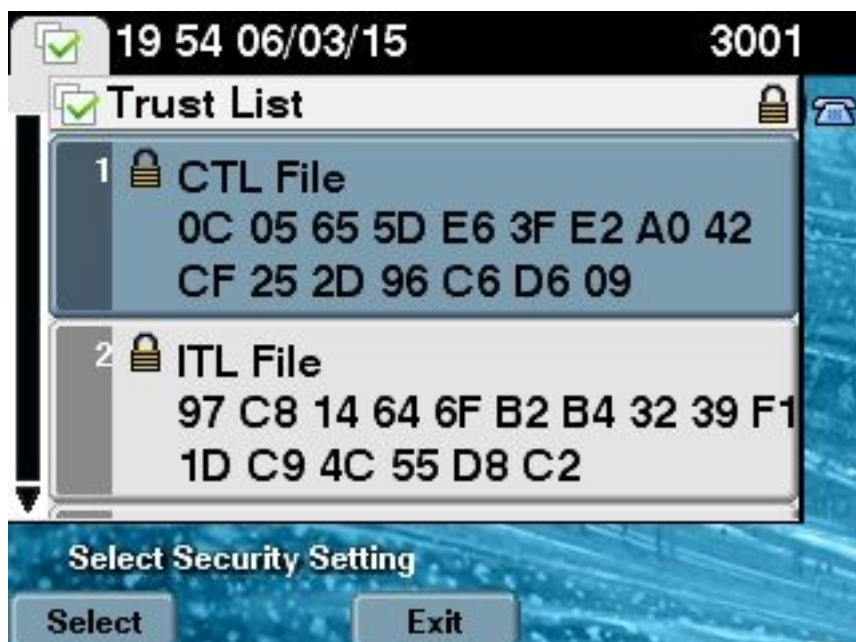 19 54 06/03/15 3001
Trust List
1 CTL File
0C 05 65 5D E6 3F E2 A0 42
CF 25 2D 96 C6 D6 09
2 ITL File
97 C8 14 64 6F B2 B4 32 39 F1
1D C9 4C 55 D8 C2
Select Security Setting
Select Exit